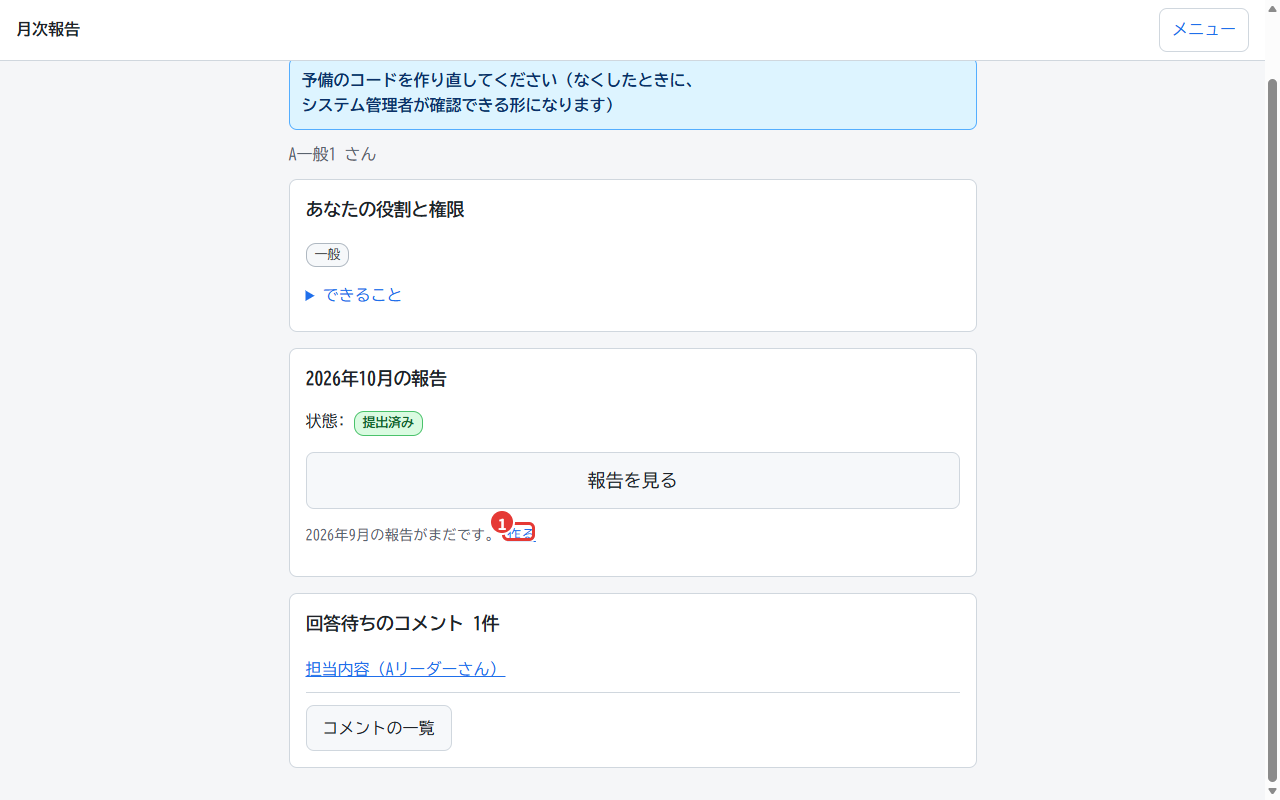 月次報告
メニュー
予備のコードを作り直してください（なくしたときに、
システム管理者が確認できる形になります）
A一般1 さん
あなたの役割と権限
一般
▶ できること
2026年10月の報告
状態： 提出済み
報告を見る
2026年9月の報告がまだです。 1 作る
回答待ちのコメント 1件
担当内容（Aリーダーさん）
コメントの一覧